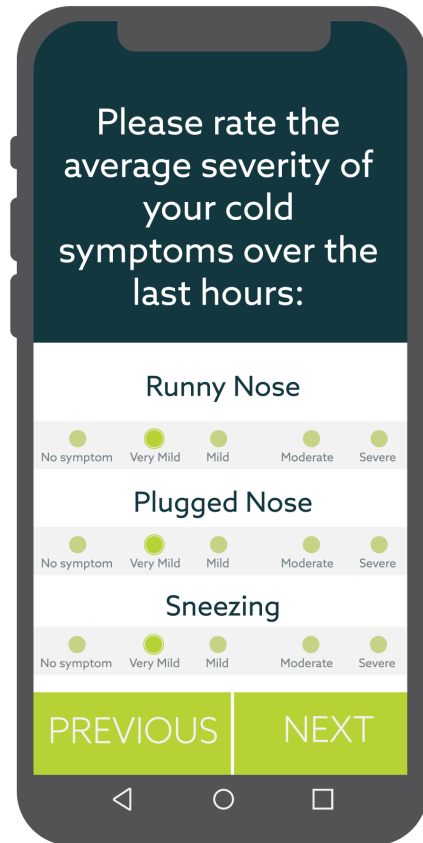 Please rate the
average severity of
your cold
symptoms over the
last hours:
Runny Nose
No symptom Very Mild Mild Moderate Severe
Plugged Nose
No symptom Very Mild Mild Moderate Severe
Sneezing
No symptom Very Mild Mild Moderate Severe
PREVIOUS NEXT